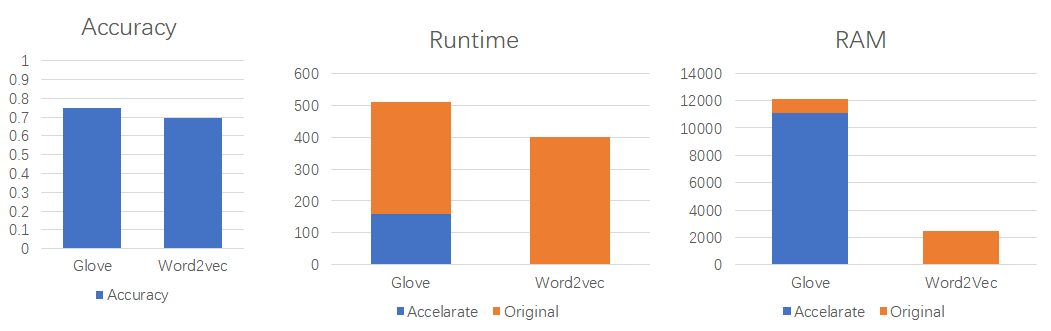 Accuracy
1
0.9
0.8
0.7
0.6
0.5
0.4
0.3
0.2
0.1
0
Glove Word2vec
Accuracy
Runtime
600
500
400
300
200
100
0
Glove Word2vec
Accelarate Original
RAM
14000
12000
10000
8000
6000
4000
2000
0
Glove Word2Vec
Accelarate Original